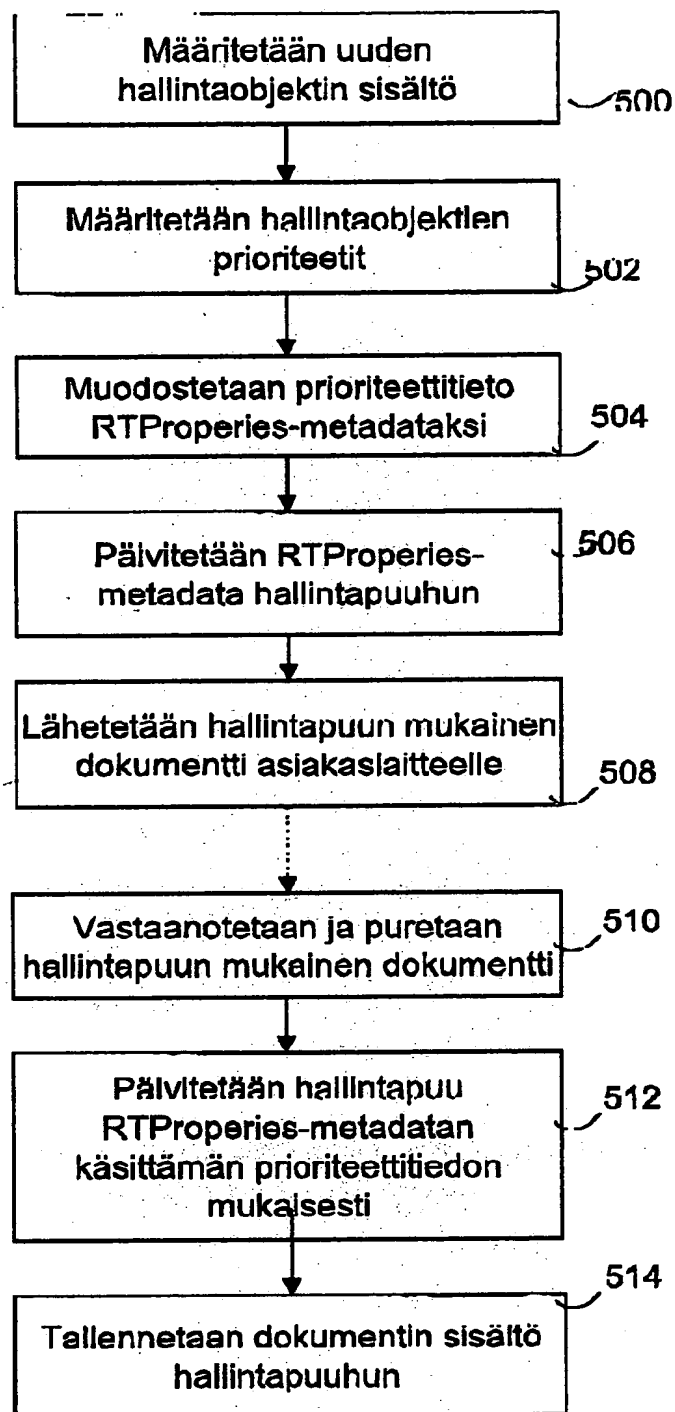 Määritetään uuden
hallintaobjektin sisältö
500
Määritetään hallintaobjektien
prioriteetit
502
Muodostetaan prioriteettitieto
RTProperies-metadataksi
504
Päivitetään RTProperies-
metadata hallintapuuhun
506
Lähetetään hallintapuun mukainen
dokumentti asiakaslaitteelle
508
Vastaanotetaan ja puretaan
hallintapuun mukainen dokumentti
510
Päivitetään hallintapuu
RTProperies-metadatan
käsittämän prioriteettitiedon
mukaisesti
512
Tallennetaan dokumentin sisältö
hallintapuuhun
514